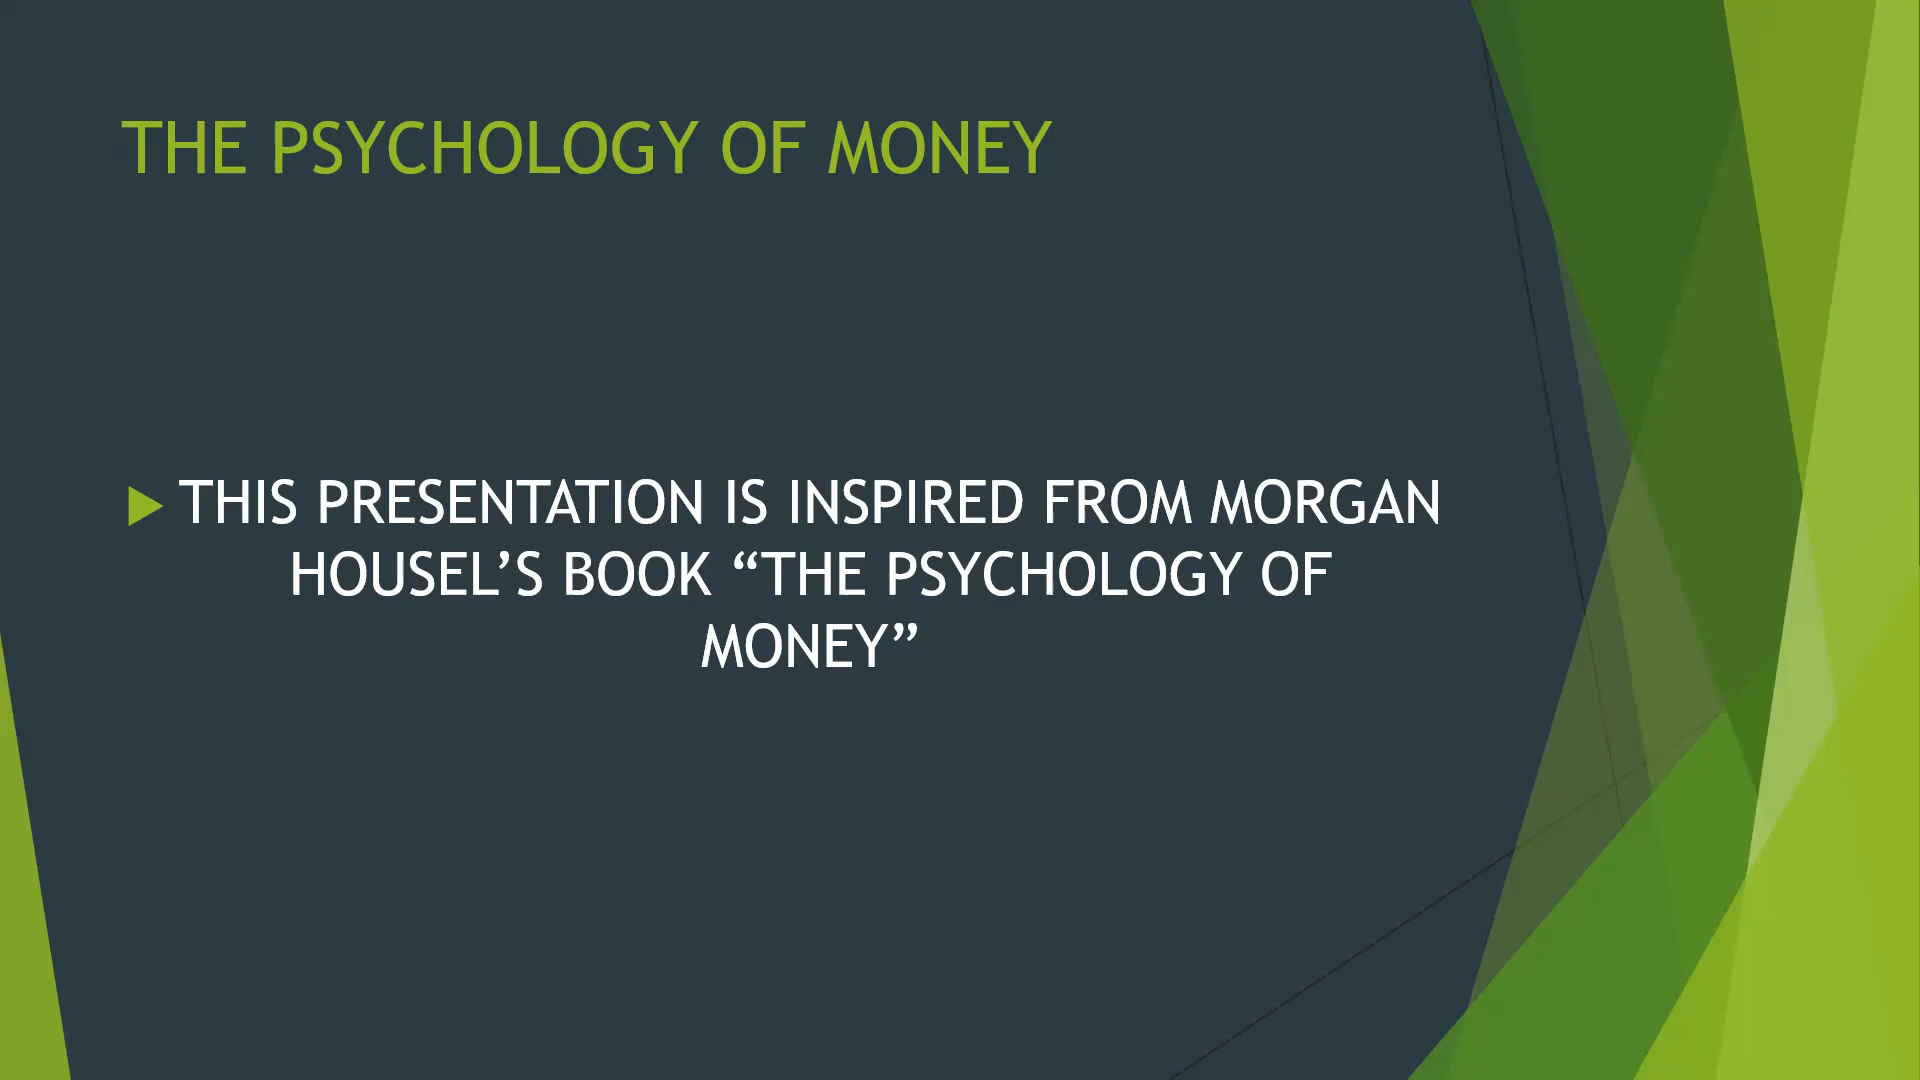 THE PSYCHOLOGY OF MONEY
THIS PRESENTATION IS INSPIRED FROM MORGAN
HOUSEL’S BOOK “THE PSYCHOLOGY OF
MONEY”